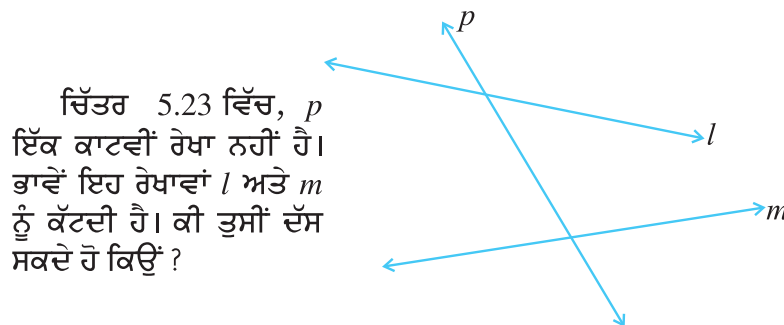 ਚਿੱਤਰ 5.23 ਵਿੱਚ, p
ਇੱਕ ਕਾਟਵੀਂ ਰੇਖਾ ਨਹੀਂ ਹੈ।
ਭਾਵੇਂ ਇਹ ਰੇਖਾਵਾਂ l ਅਤੇ m
ਨੂੰ ਕੱਟਦੀ ਹੈ। ਕੀ ਤੁਸੀਂ ਦੱਸ
ਸਕਦੇ ਹੋ ਕਿਉਂ ?
p
l
m